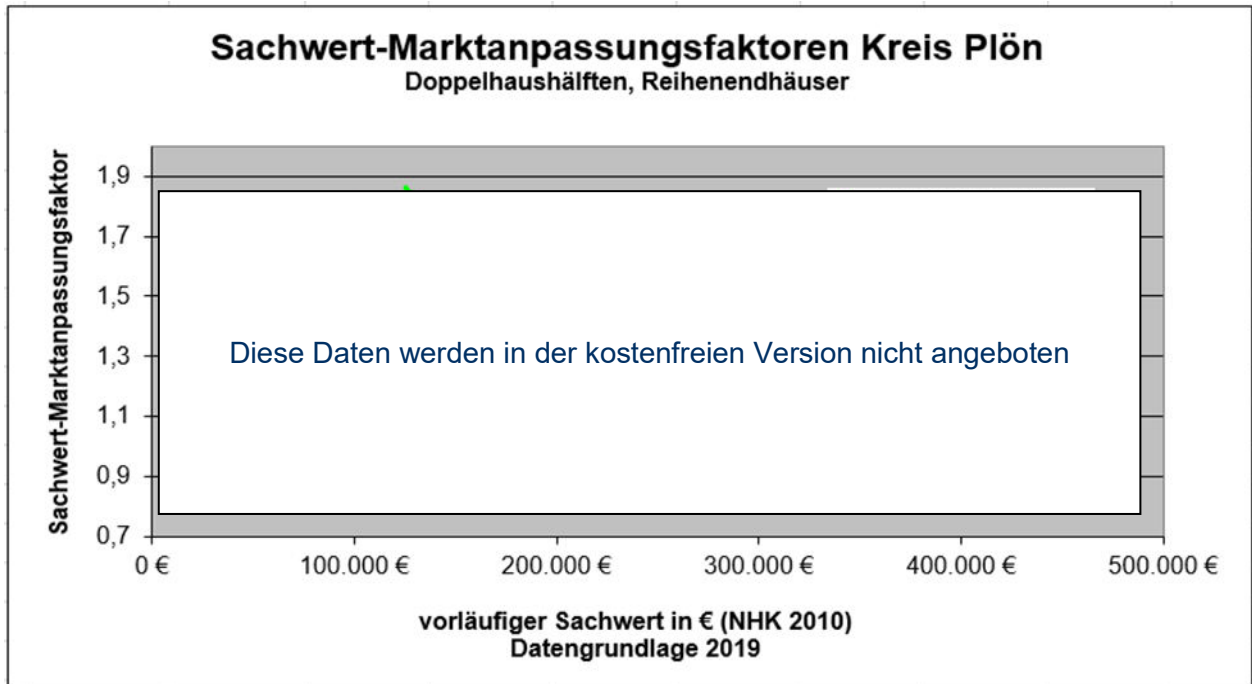 Sachwert-Marktanpassungsfaktoren Kreis Plön
Doppelhaushälften, Reihenendhäuser
Sachwert-Marktanpassungsfaktor
1,9
1,7
1,5
1,3
1,1
0,9
0,7
Diese Daten werden in der kostenfreien Version nicht angeboten
0 € 100.000 € 200.000 € 300.000 € 400.000 € 500.000 €
vorläufiger Sachwert in € (NHK 2010)
Datengrundlage 2019